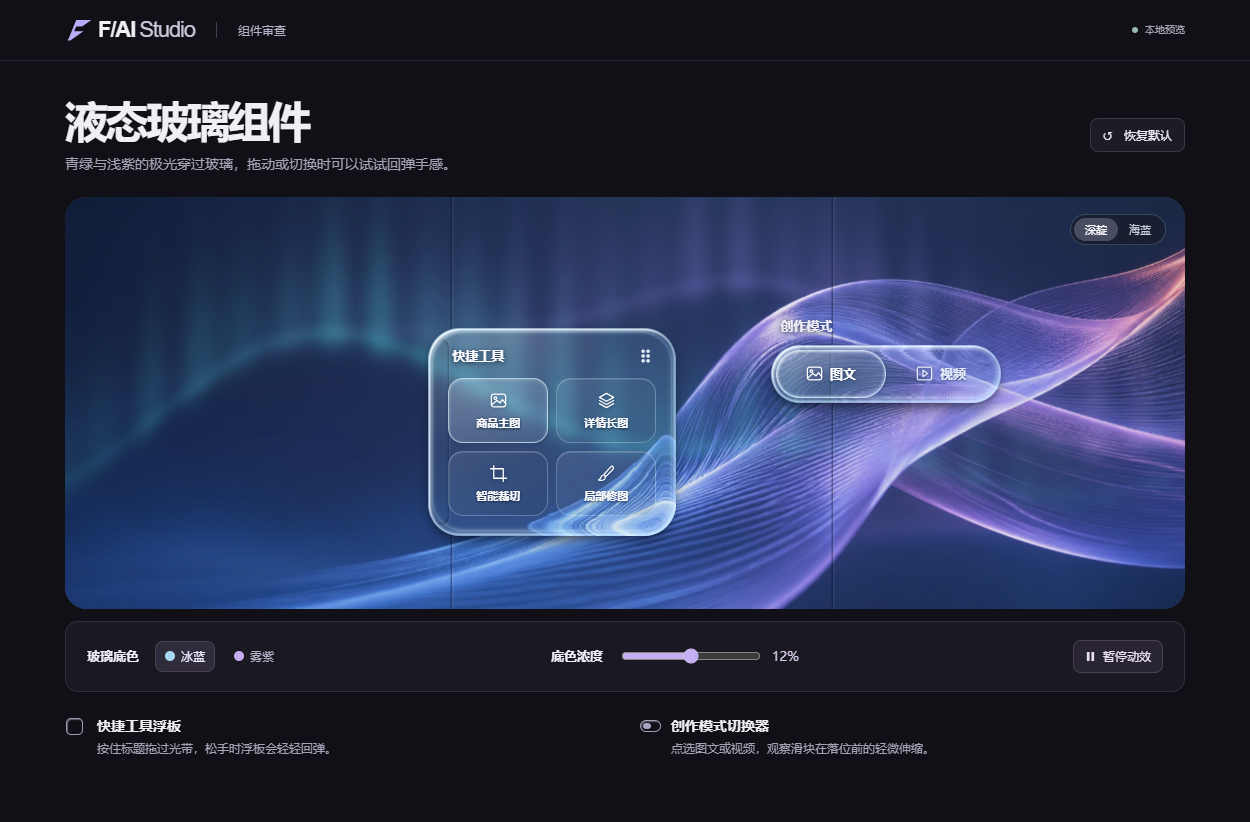 F/AI Studio
组件审查
本地预览
液态玻璃组件
青绿与浅紫的极光穿过玻璃，拖动或切换时可以试试回弹手感。
恢复默认
深靛
海蓝
快捷工具
商品主图
详情长图
智能裁切
局部修图
创作模式
图文
视频
玻璃底色
冰蓝
雾紫
底色浓度
12%
暂停动效
快捷工具浮板
按住标题拖过光带，松手时浮板会轻轻回弹。
创作模式切换器
点选图文或视频，观察滑块在落位前的轻微伸缩。